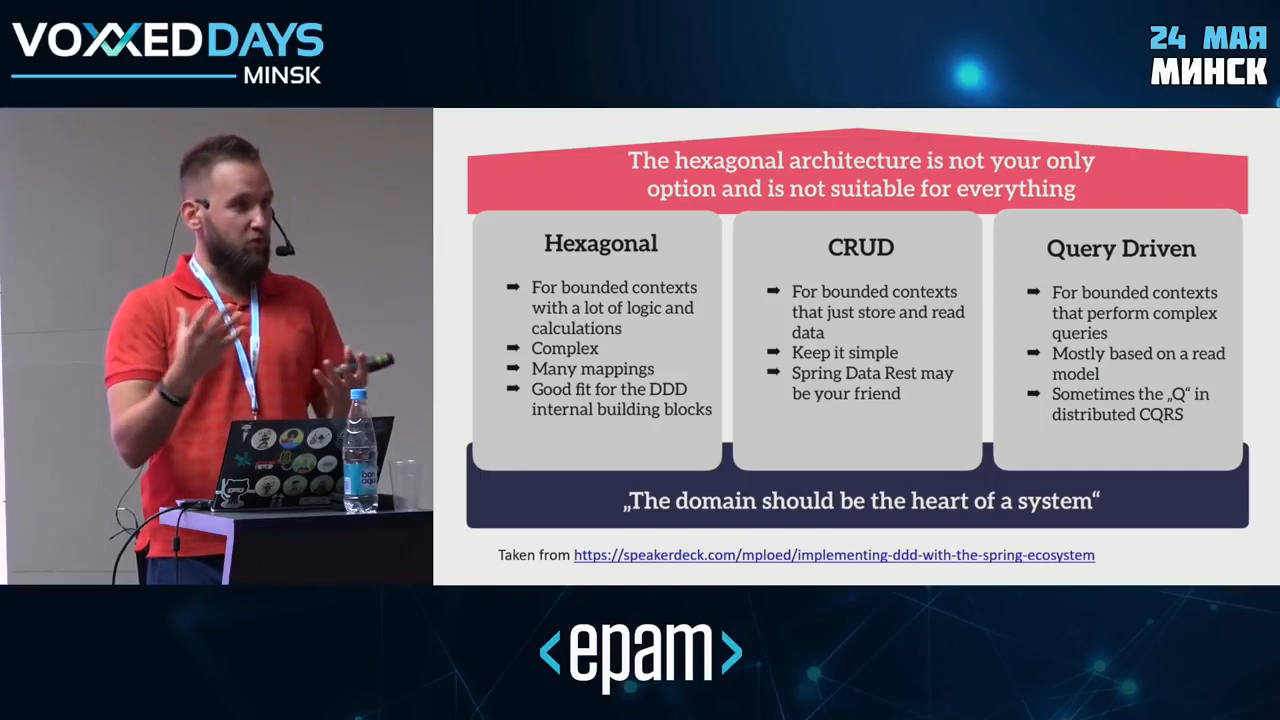 VOXXED DAYS
MINSK
24 МАЯ
МИНСК
The hexagonal architecture is not your only
option and is not suitable for everything
Hexagonal
➡ For bounded contexts
with a lot of logic and
calculations
➡ Complex
➡ Many mappings
➡ Good fit for the DDD
internal building blocks
CRUD
➡ For bounded contexts
that just store and read
data
➡ Keep it simple
➡ Spring Data Rest may
be your friend
Query Driven
➡ For bounded contexts
that perform complex
queries
➡ Mostly based on a read
model
➡ Sometimes the „Q“ in
distributed CQRS
„The domain should be the heart of a system“
Taken from https://speakerdeck.com/mploed/implementing-ddd-with-the-spring-ecosystem
bon
aqua
<epam>